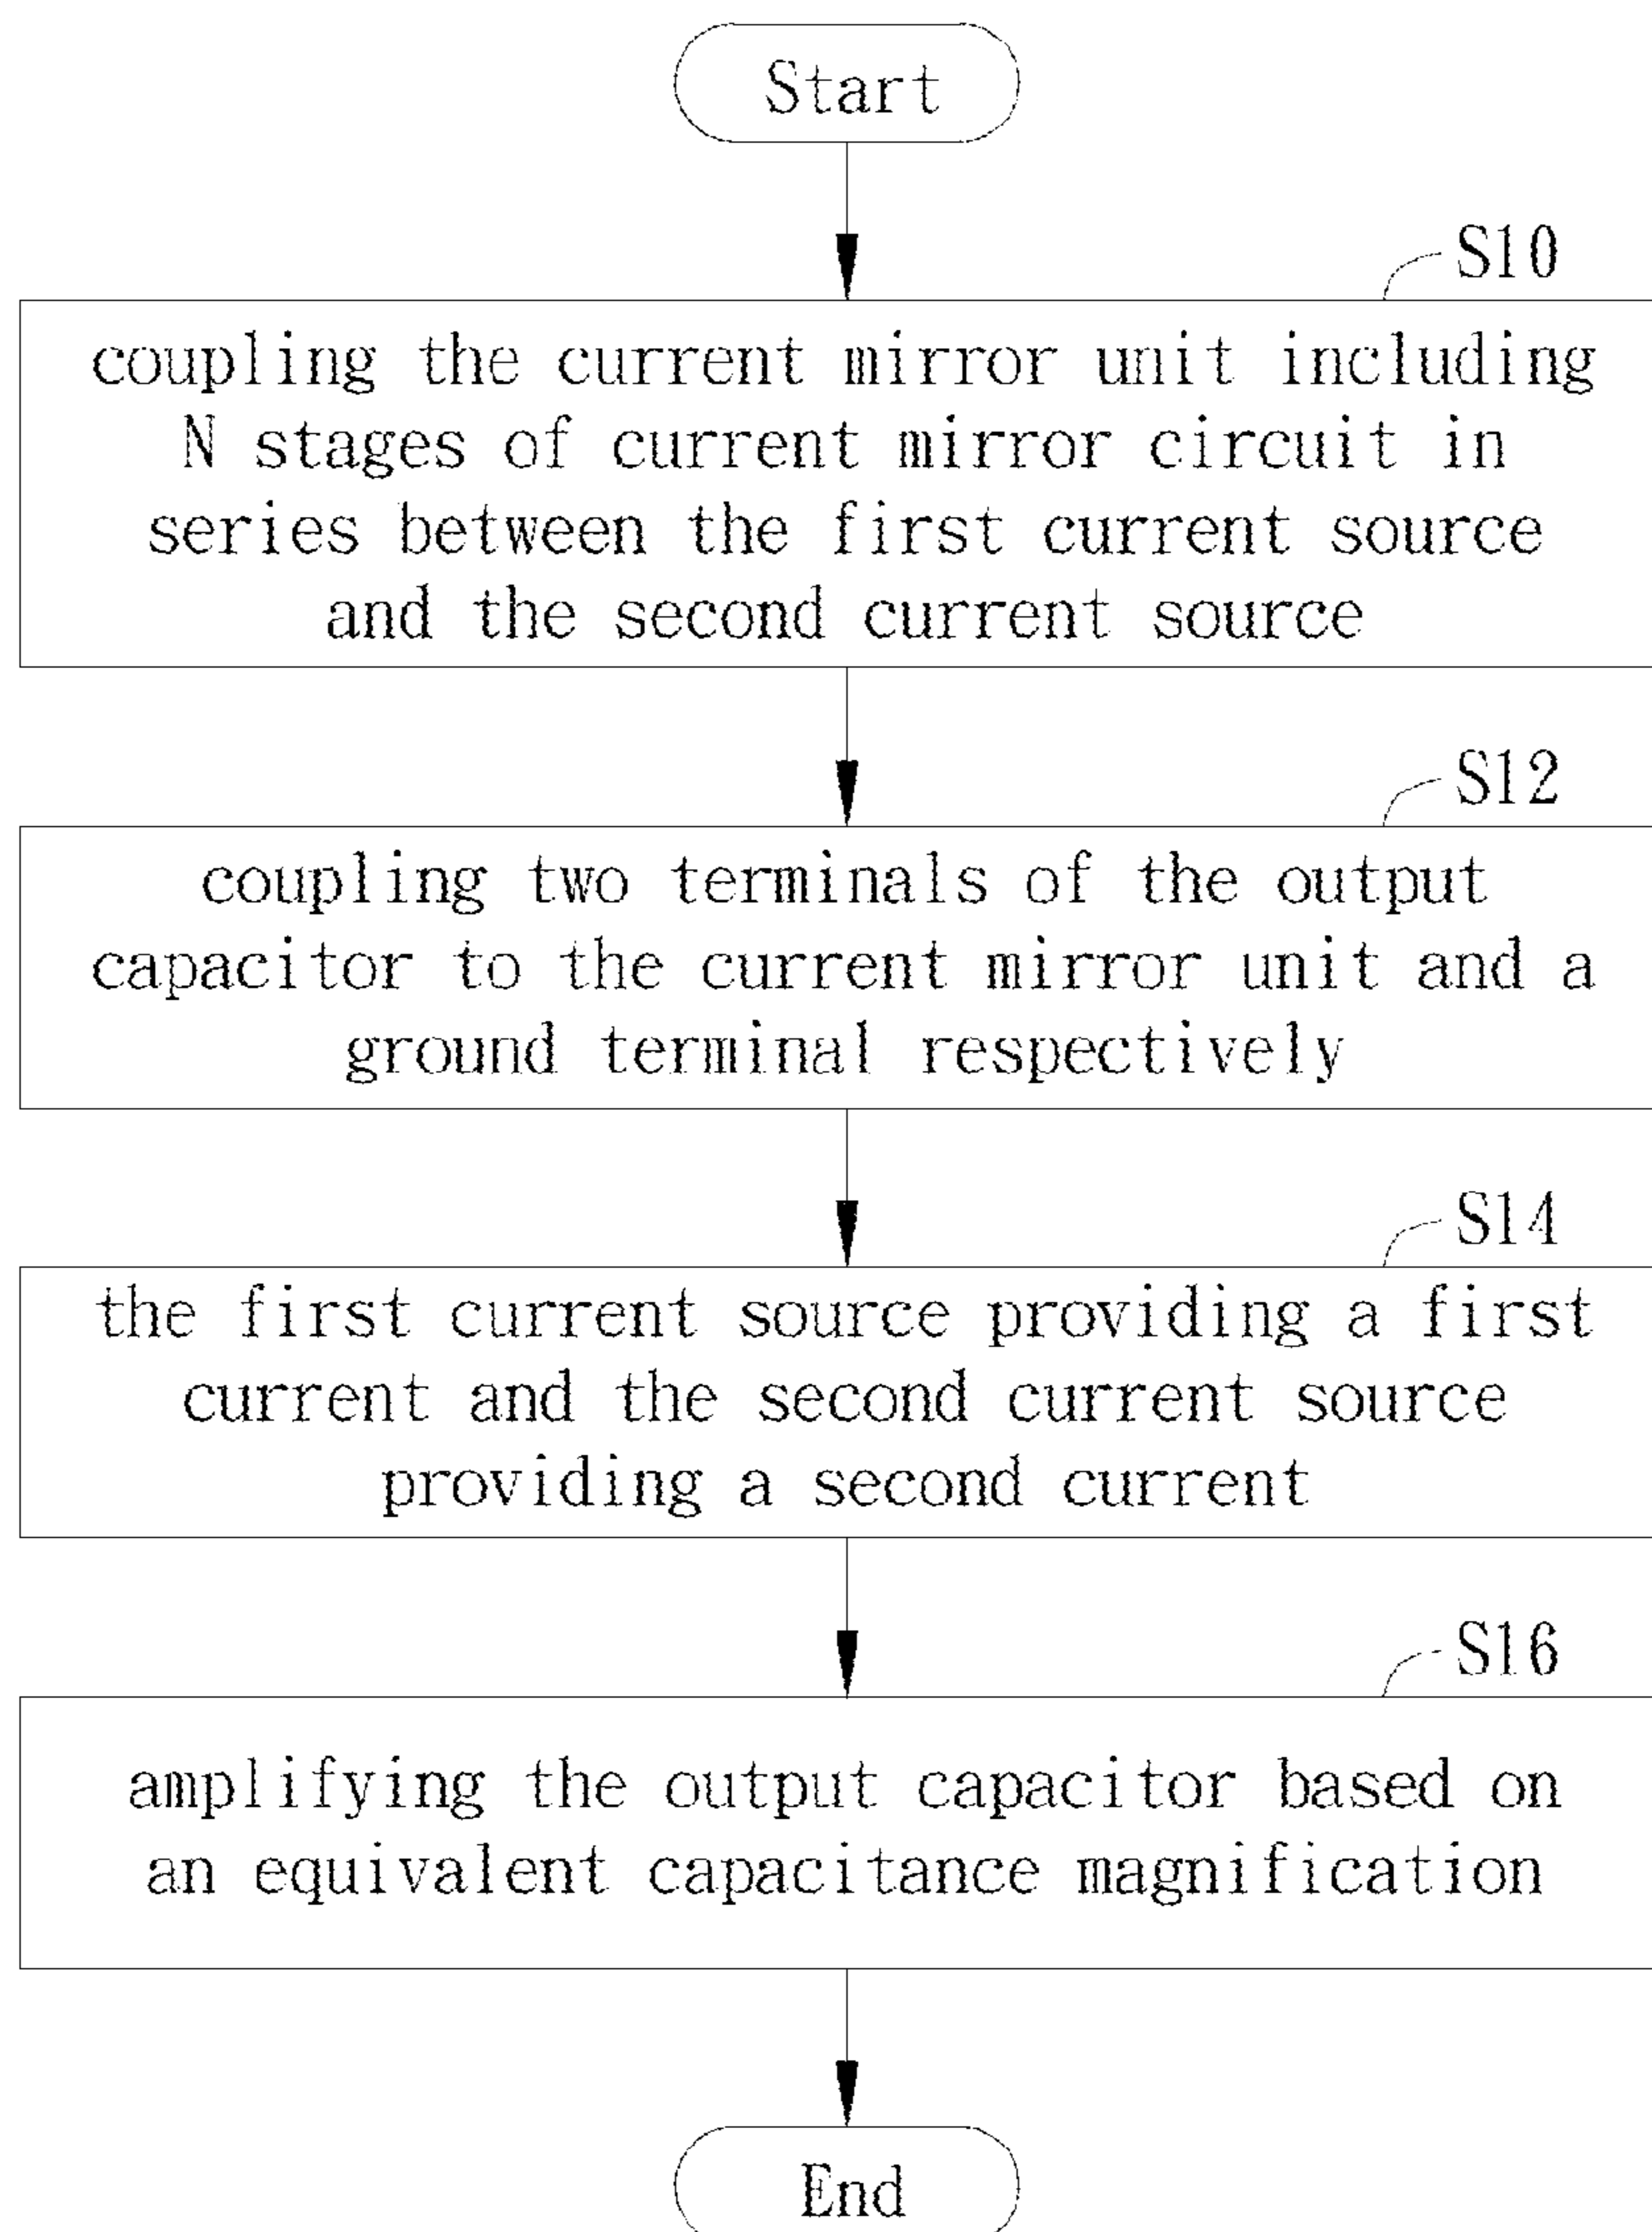 Start
S10
coupling the current mirror unit including
N stages of current mirror circuit in
series between the first current source
and the second current source
S12
coupling two terminals of the output
capacitor to the current mirror unit and a
ground terminal respectively
S14
the first current source providing a first
current and the second current source
providing a second current
S16
amplifying the output capacitor based on
an equivalent capacitance magnification
End